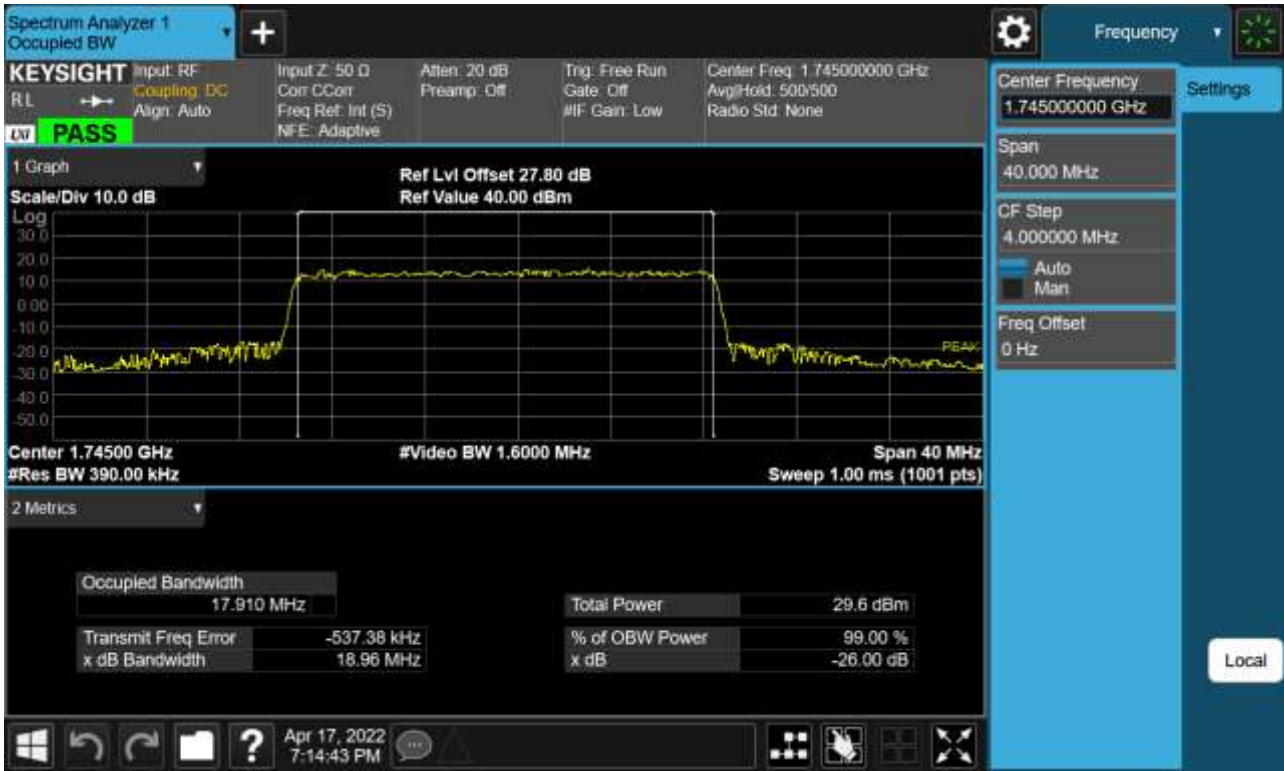 Spectrum Analyzer 1
Occupied BW
Frequency
KEYSIGHT
RL
PASS
Input: RF
Coupling: DC
Align: Auto
Input Z: 50 Ω
Corr CCorr
Freq Ref: Int (S)
NFE: Adaptive
Atten: 20 dB
Preamp: Off
Trig: Free Run
Gate: Off
#IF Gain: Low
Center Freq: 1.745000000 GHz
Avg|Hold: 500/500
Radio Std: None
Center Frequency
1.745000000 GHz
Settings
Span
40.000 MHz
CF Step
4.000000 MHz
Auto
Man
Freq Offset
0 Hz
Local
1 Graph
Scale/Div 10.0 dB
Ref Lvl Offset 27.80 dB
Ref Value 40.00 dBm
Log
30.0
20.0
10.0
0.00
-10.0
-20.0
-30.0
-40.0
-50.0
PEAK
Center 1.74500 GHz
#Video BW 1.6000 MHz
Span 40 MHz
#Res BW 390.00 kHz
Sweep 1.00 ms (1001 pts)
2 Metrics
Occupied Bandwidth
17.910 MHz
Total Power 29.6 dBm
Transmit Freq Error -537.38 kHz
% of OBW Power 99.00 %
x dB Bandwidth 18.96 MHz
x dB -26.00 dB
?
Apr 17, 2022
7:14:43 PM